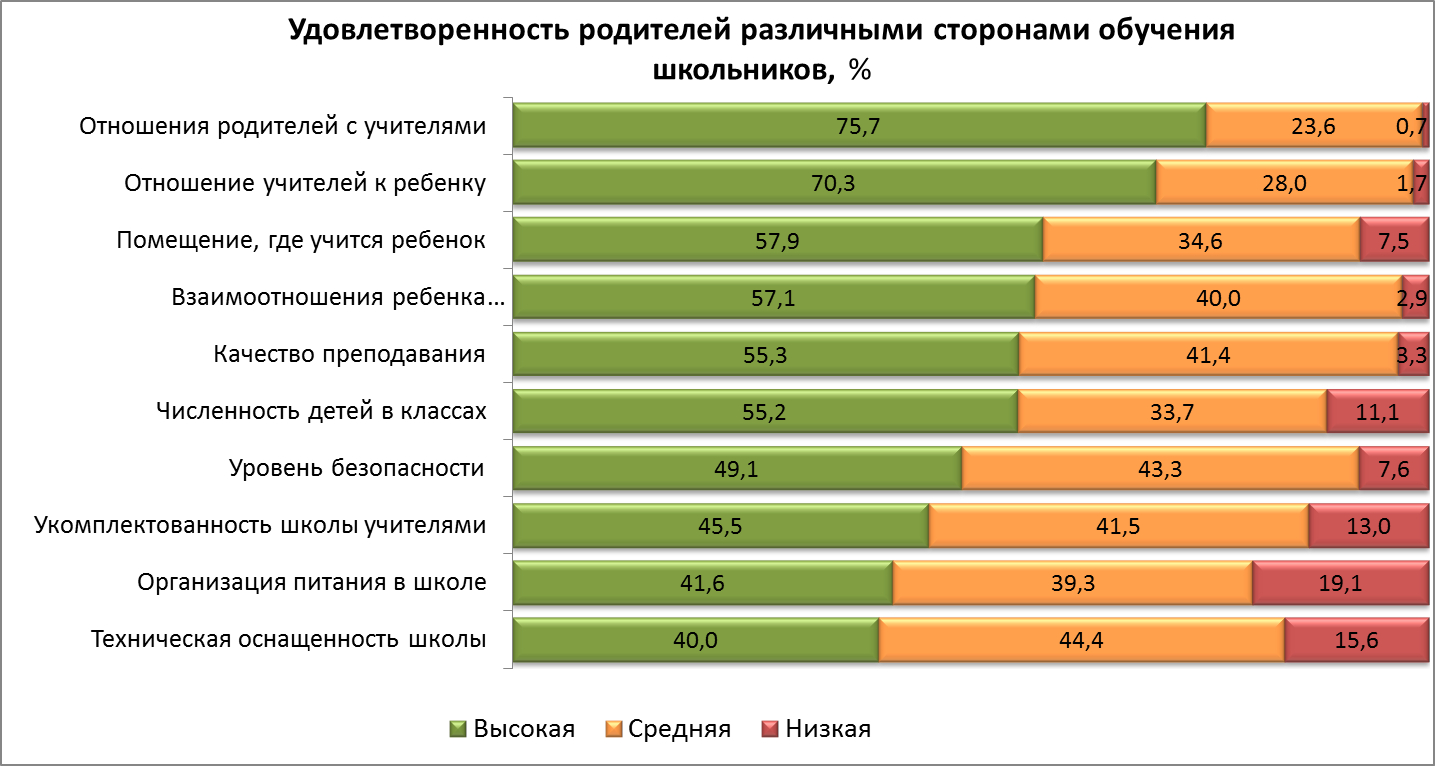 Удовлетворенность родителей различными сторонами обучения
школьников, %
Отношения родителей с учителями 75,7 23,6 0,7
Отношение учителей к ребенку 70,3 28,0 1,7
Помещение, где учится ребенок 57,9 34,6 7,5
Взаимоотношения ребенка... 57,1 40,0 2,9
Качество преподавания 55,3 41,4 3,3
Численность детей в классах 55,2 33,7 11,1
Уровень безопасности 49,1 43,3 7,6
Укомплектованность школы учителями 45,5 41,5 13,0
Организация питания в школе 41,6 39,3 19,1
Техническая оснащенность школы 40,0 44,4 15,6
Высокая Средняя Низкая